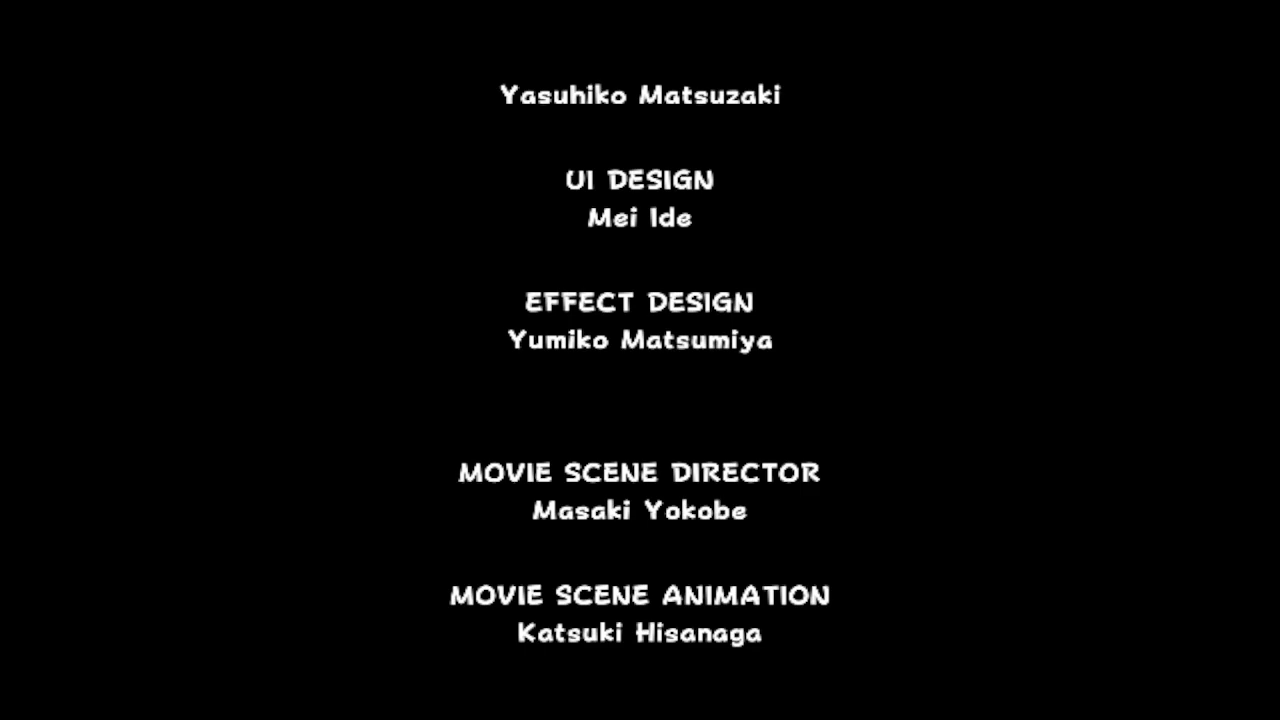 Yasuhiko Matsuzaki
UI DESIGN
Mei Ide
EFFECT DESIGN
Yumiko Matsumiya
MOVIE SCENE DIRECTOR
Masaki Yokobe
MOVIE SCENE ANIMATION
Katsuki Hisanaga